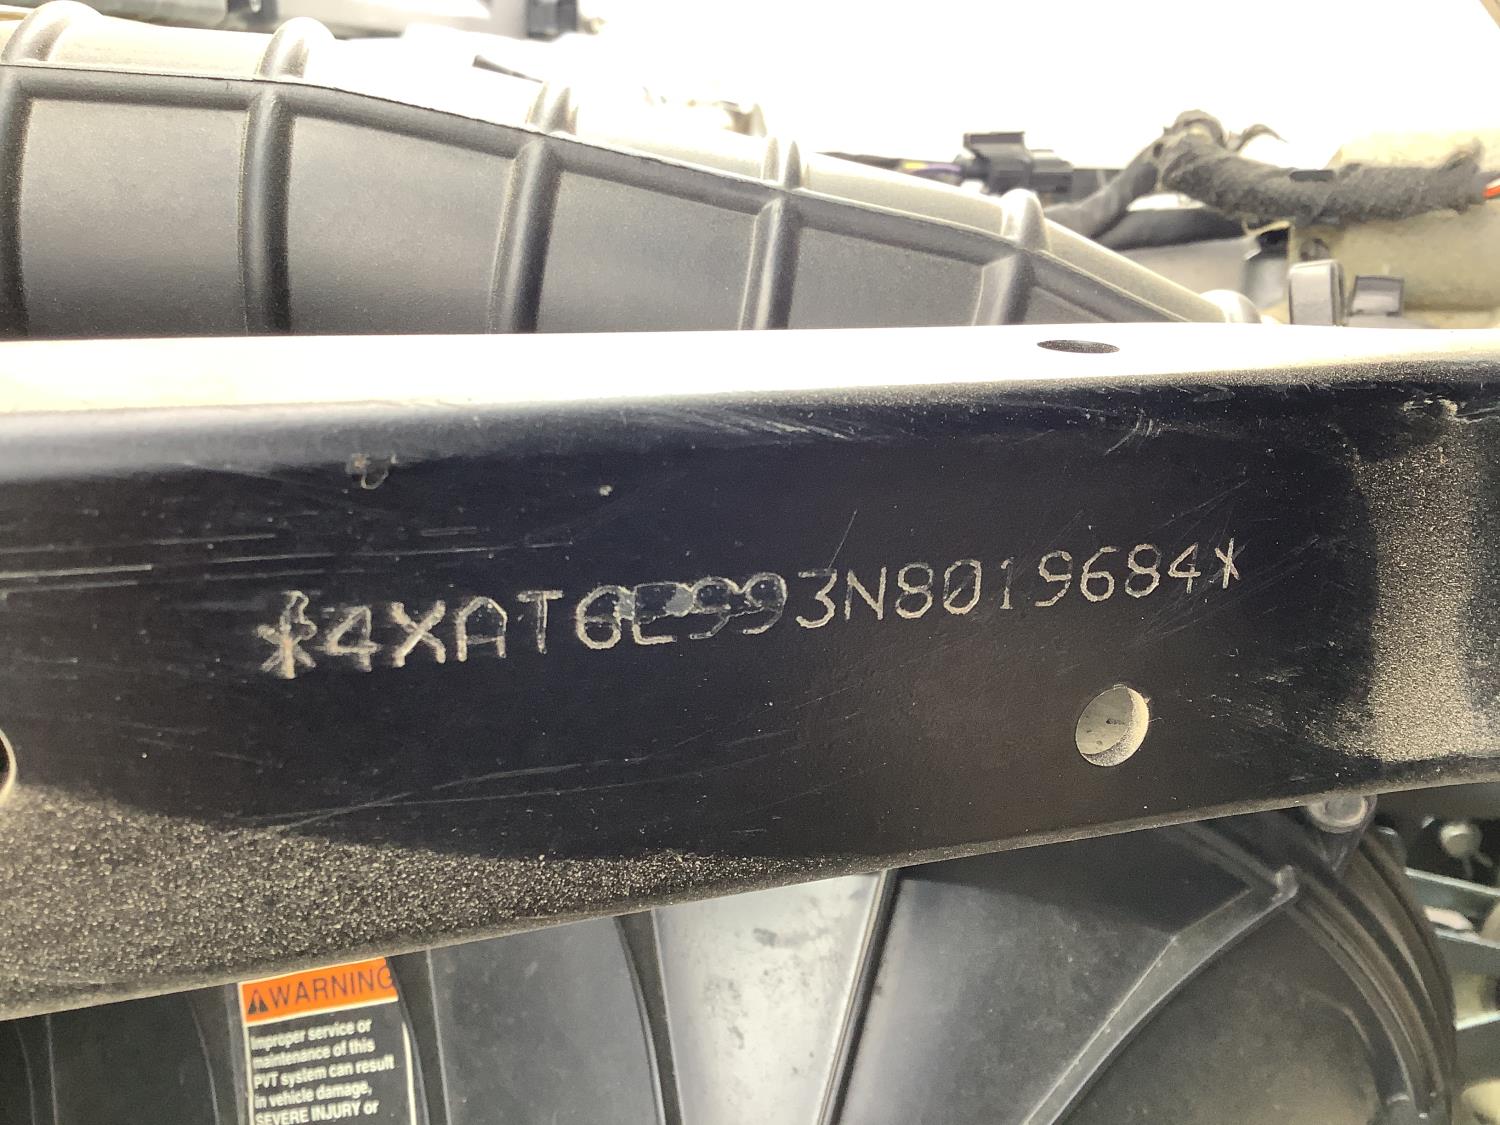 *4XAT6E993N8019684*
WARNING
Improper service or
maintenance of this
PVT system can result
in vehicle damage,
SEVERE INJURY or